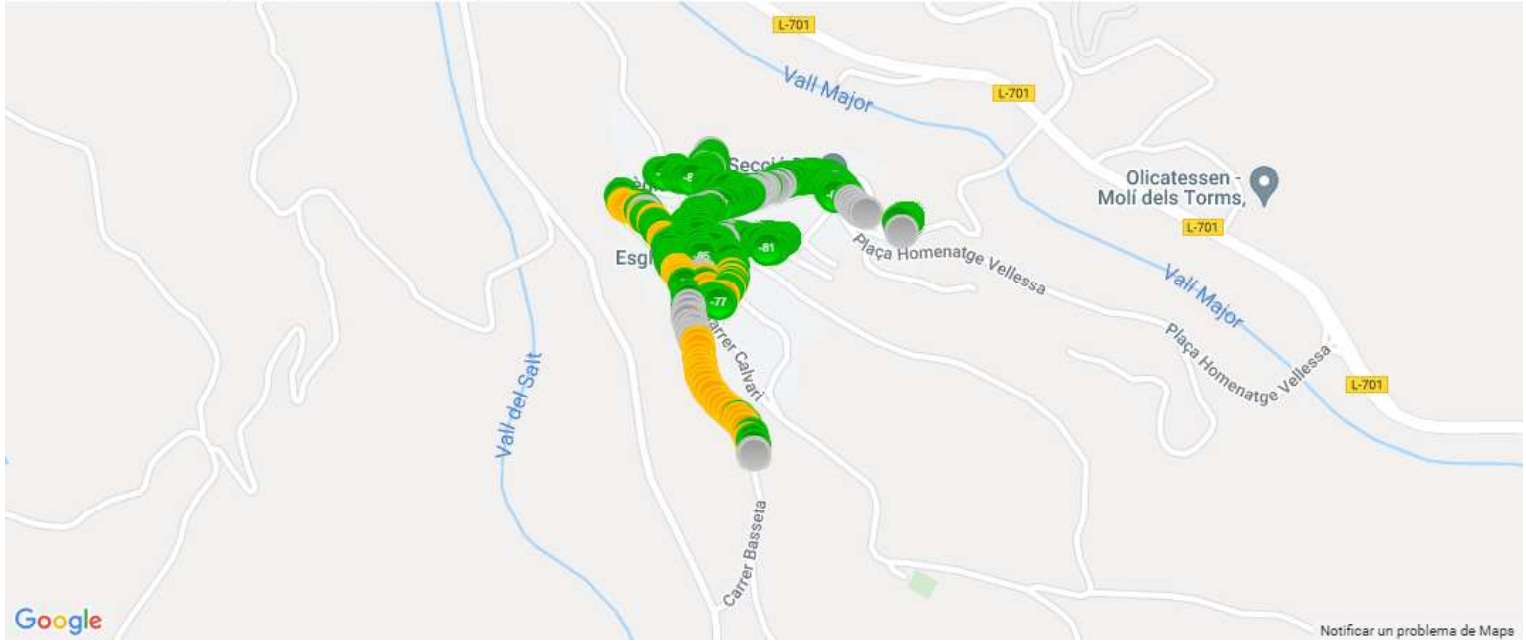 L-701
Vall Major
L-701
Secció
Olicatessen -
Molí dels Torms,
L-701
-81
Plaça Homenatge Vellessa
Vall Major
-77
Carrer Calvari
Plaça Homenatge Vellessa
Vall del Salt
L-701
Carrer Basseta
Google
Notificar un problema de Maps